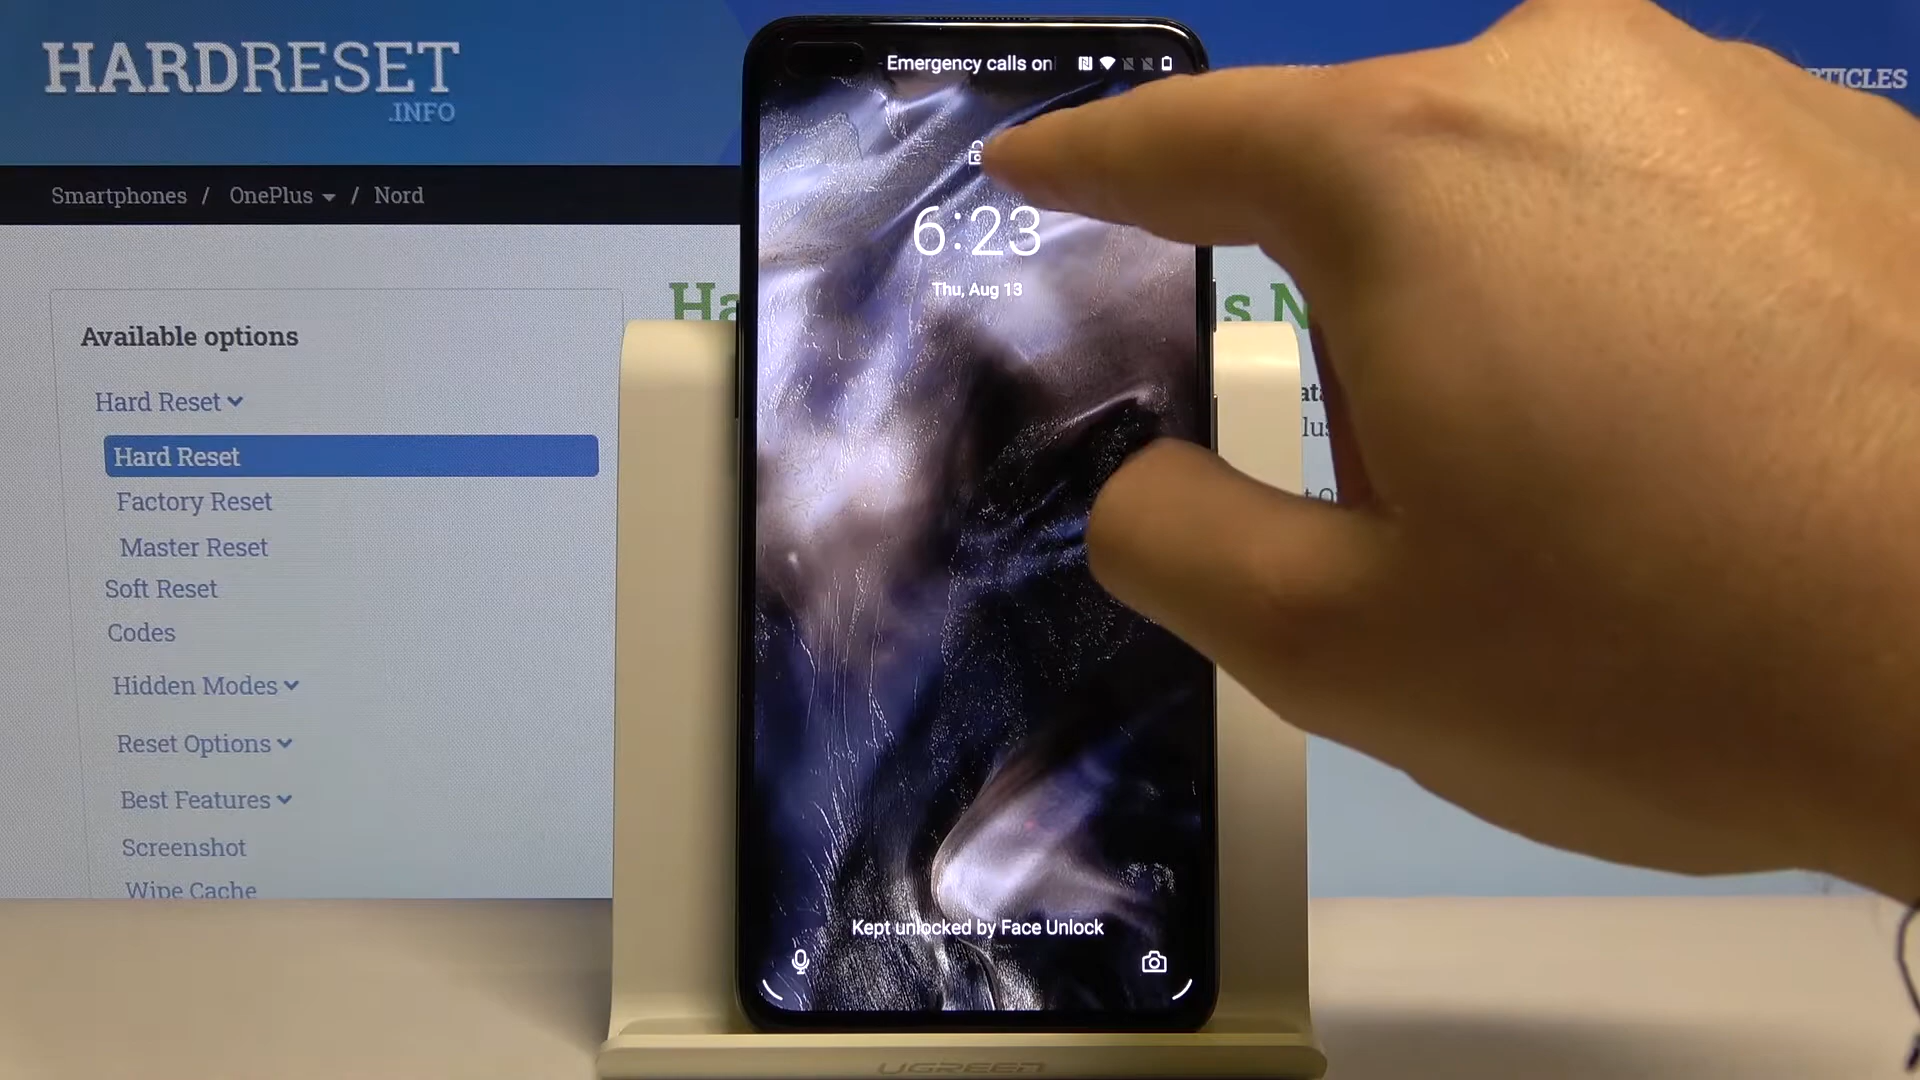 HARDRESET
.INFO
Smartphones / OnePlus / Nord
Available options
Hard Reset
Hard Reset
Factory Reset
Master Reset
Soft Reset
Codes
Hidden Modes
Reset Options
Best Features
Screenshot
Wipe Cache
Emergency calls on
6:23
Thu, Aug 13
Kept unlocked by Face Unlock
UGREEN